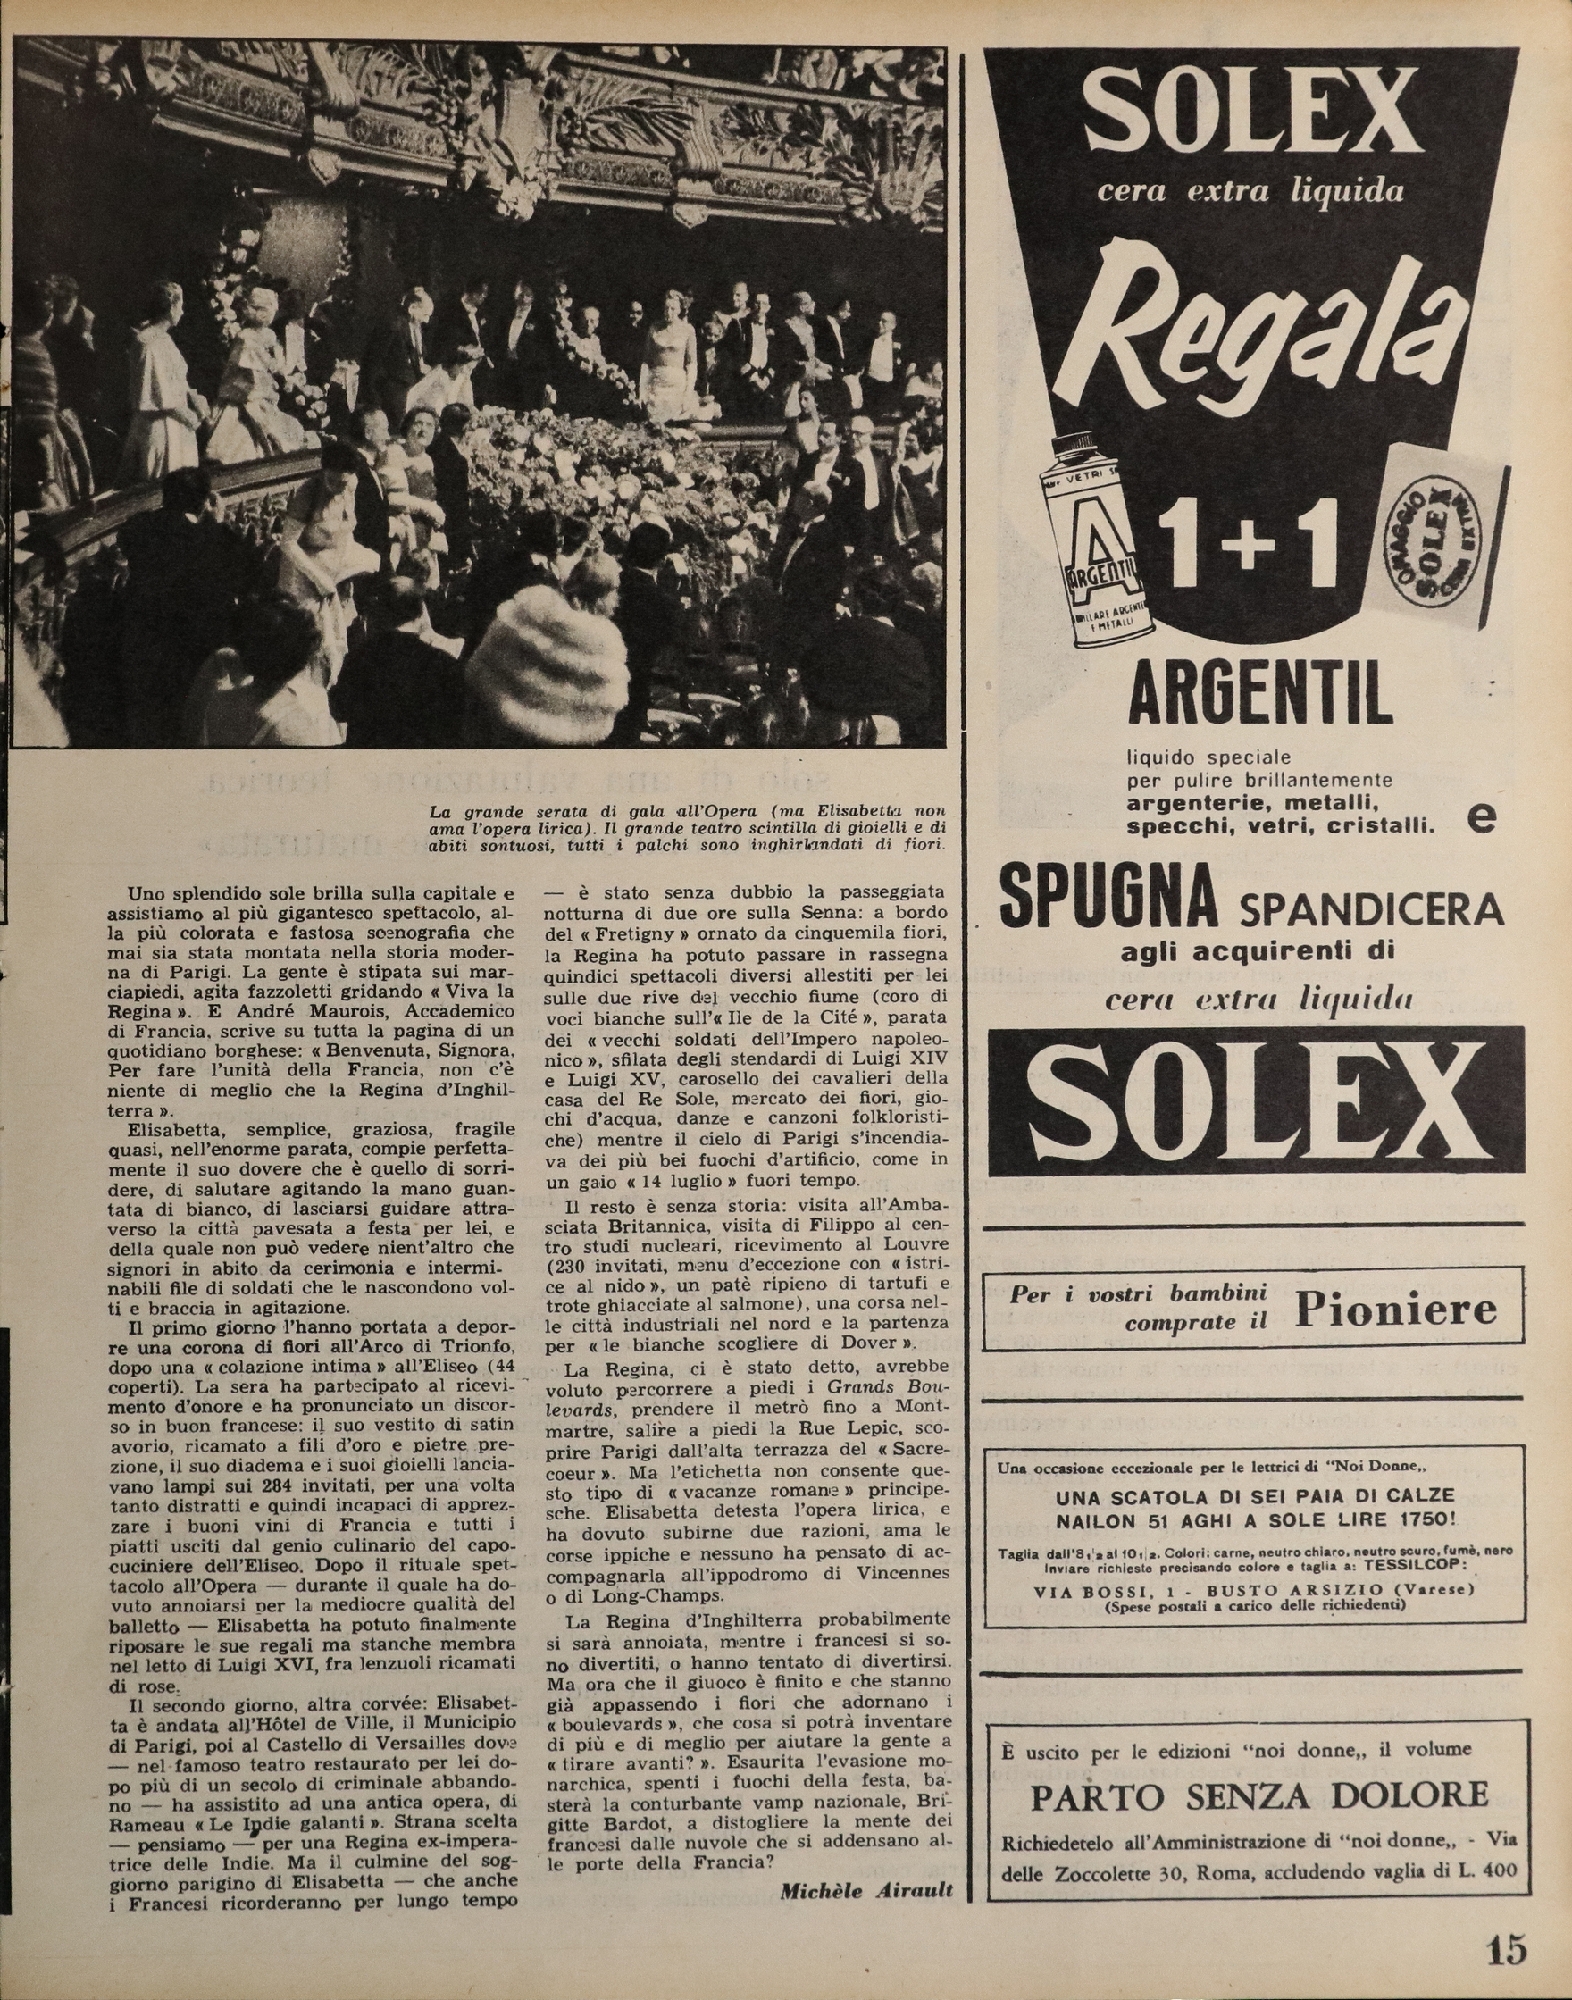 La grande serata di gala all'Opera (ma Elisabetta non
ama l'opera lirica). Il grande teatro scintilla di gioielli e di
abiti sontuosi, tutti i palchi sono inghirlandati di fiori.
Uno splendido sole brilla sulla capitale e
assistiamo al più gigantesco spettacolo, al-
la più colorata e fastosa scenografia che
mai sia stata montata nella storia moder-
na di Parigi. La gente è stipata sui mar-
ciapiedi, agita fazzoletti gridando « Viva la
Regina ». E André Maurois, Accademico
di Francia, scrive su tutta la pagina di un
quotidiano borghese: « Benvenuta, Signora,
Per fare l'unità della Francia, non c'è
niente di meglio che la Regina d'Inghil-
terra ».
Elisabetta, semplice, graziosa, fragile
quasi, nell'enorme parata, compie perfetta-
mente il suo dovere che è quello di sorri-
dere, di salutare agitando la mano guan-
tata di bianco, di lasciarsi guidare attra-
verso la città pavesata a festa per lei, e
della quale non può vedere nient'altro che
signori in abito da cerimonia e intermi-
nabili file di soldati che le nascondono vol-
ti e braccia in agitazione.
Il primo giorno l'hanno portata a depor-
re una corona di fiori all'Arco di Trionfo,
dopo una « colazione intima » all'Eliseo (44
coperti). La sera ha partecipato al ricevi-
mento d'onore e ha pronunciato un discor-
so in buon francese: il suo vestito di satin
avorio, ricamato a fili d'oro e pietre pre-
zione, il suo diadema e i suoi gioielli lancia-
vano lampi sui 284 invitati, per una volta
tanto distratti e quindi incapaci di apprez-
zare i buoni vini di Francia e tutti i
piatti usciti dal genio culinario del capo-
cuciniere dell'Eliseo. Dopo il rituale spet-
tacolo all'Opera — durante il quale ha do-
vuto annoiarsi per la mediocre qualità del
balletto — Elisabetta ha potuto finalmente
riposare le sue regali ma stanche membra
nel letto di Luigi XVI, fra lenzuoli ricamati
di rose.
Il secondo giorno, altra corvée: Elisabet-
ta è andata all'Hôtel de Ville, il Municipio
di Parigi, poi al Castello di Versailles dove
— nel famoso teatro restaurato per lei do-
po più di un secolo di criminale abbando-
no — ha assistito ad una antica opera, di
Rameau « Le Indie galanti ». Strana scelta
— pensiamo — per una Regina ex-impera-
trice delle Indie. Ma il culmine del sog-
giorno parigino di Elisabetta — che anche
i Francesi ricorderanno per lungo tempo
— è stato senza dubbio la passeggiata
notturna di due ore sulla Senna: a bordo
del « Fretigny » ornato da cinquemila fiori,
la Regina ha potuto passare in rassegna
quindici spettacoli diversi allestiti per lei
sulle due rive del vecchio fiume (coro di
voci bianche sull'« Ile de la Cité », parata
dei « vecchi soldati dell'Impero napoleo-
nico », sfilata degli stendardi di Luigi XIV
e Luigi XV, carosello dei cavalieri della
casa del Re Sole, mercato dei fiori, gio-
chi d'acqua, danze e canzoni folkloristi-
che) mentre il cielo di Parigi s'incendia-
va dei più bei fuochi d'artificio, come in
un gaio « 14 luglio » fuori tempo.
Il resto è senza storia: visita all'Amba-
sciata Britannica, visita di Filippo al cen-
tro studi nucleari, ricevimento al Louvre
(230 invitati, menu d'eccezione con « istri-
ce al nido », un patè ripieno di tartufi e
trote ghiacciate al salmone), una corsa nel-
le città industriali nel nord e la partenza
per « le bianche scogliere di Dover ».
La Regina, ci è stato detto, avrebbe
voluto percorrere a piedi i Grands Bou-
levards, prendere il metrò fino a Mont-
martre, salire a piedi la Rue Lepic, sco-
prire Parigi dall'alta terrazza del « Sacre-
coeur ». Ma l'etichetta non consente que-
sto tipo di « vacanze romane » principe-
sche. Elisabetta detesta l'opera lirica, e
ha dovuto subirne due razioni, ama le
corse ippiche e nessuno ha pensato di ac-
compagnarla all'ippodromo di Vincennes
o di Long-Champs.
La Regina d'Inghilterra probabilmente
si sarà annoiata, mentre i francesi si so-
no divertiti, o hanno tentato di divertirsi.
Ma ora che il giuoco è finito e che stanno
già appassendo i fiori che adornano i
« boulevards », che cosa si potrà inventare
di più e di meglio per aiutare la gente a
« tirare avanti? ». Esaurita l'evasione mo-
narchica, spenti i fuochi della festa, ba-
sterà la conturbante vamp nazionale, Bri-
gitte Bardot, a distogliere la mente dei
francesi dalle nuvole che si addensano al-
le porte della Francia?
Michèle Airault
SOLEX
cera extra liquida
Regala
VETRI
A
ARGENTIL
E METALLI
1+1
OMAGGIO
SOLEX
ARGENTIL
liquido speciale
per pulire brillantemente
argenterie, metalli,
specchi, vetri, cristalli. e
SPUGNA SPANDICERA
agli acquirenti di
cera extra liquida
SOLEX
Per i vostri bambini
comprate il Pioniere
Una occasione eccezionale per le lettrici di "Noi Donne,,
UNA SCATOLA DI SEI PAIA DI CALZE
NAILON 51 AGHI A SOLE LIRE 1750!
Taglia dall'8 1/2 al 10 1/2. Colori: carne, neutro chiaro, neutro scuro, fumè, nero
Inviare richieste precisando colore e taglia a: TESSILCOP:
VIA BOSSI, 1 - BUSTO ARSIZIO (Varese)
(Spese postali a carico delle richiedenti)
È uscito per le edizioni "noi donne,, il volume
PARTO SENZA DOLORE
Richiedetelo all'Amministrazione di "noi donne,, - Via
delle Zoccolette 30, Roma, accludendo vaglia di L. 400
15